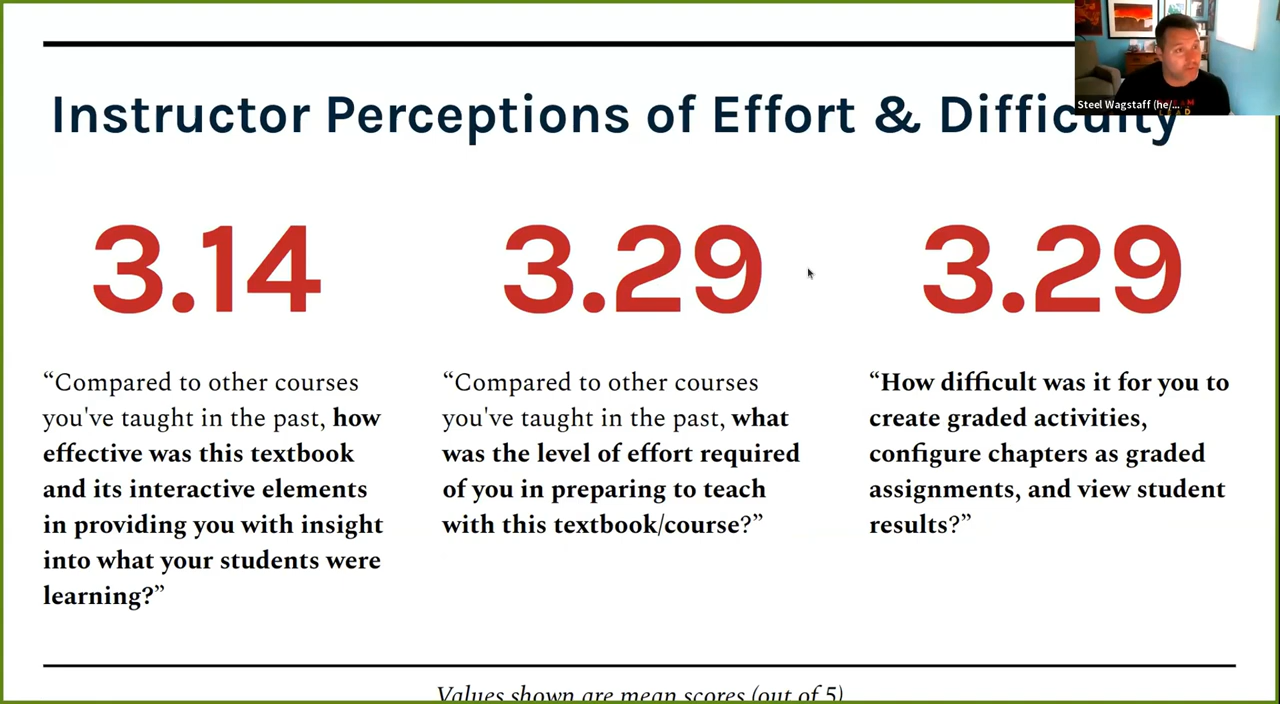 Instructor Perceptions of Effort & Difficulty
Steel Wagstaff (he/...
3.14
3.29
3.29
“Compared to other courses
you've taught in the past, how
effective was this textbook
and its interactive elements
in providing you with insight
into what your students were
learning?”
“Compared to other courses
you've taught in the past, what
was the level of effort required
of you in preparing to teach
with this textbook/course?”
“How difficult was it for you to
create graded activities,
configure chapters as graded
assignments, and view student
results?”
Values shown are mean scores (out of 5)